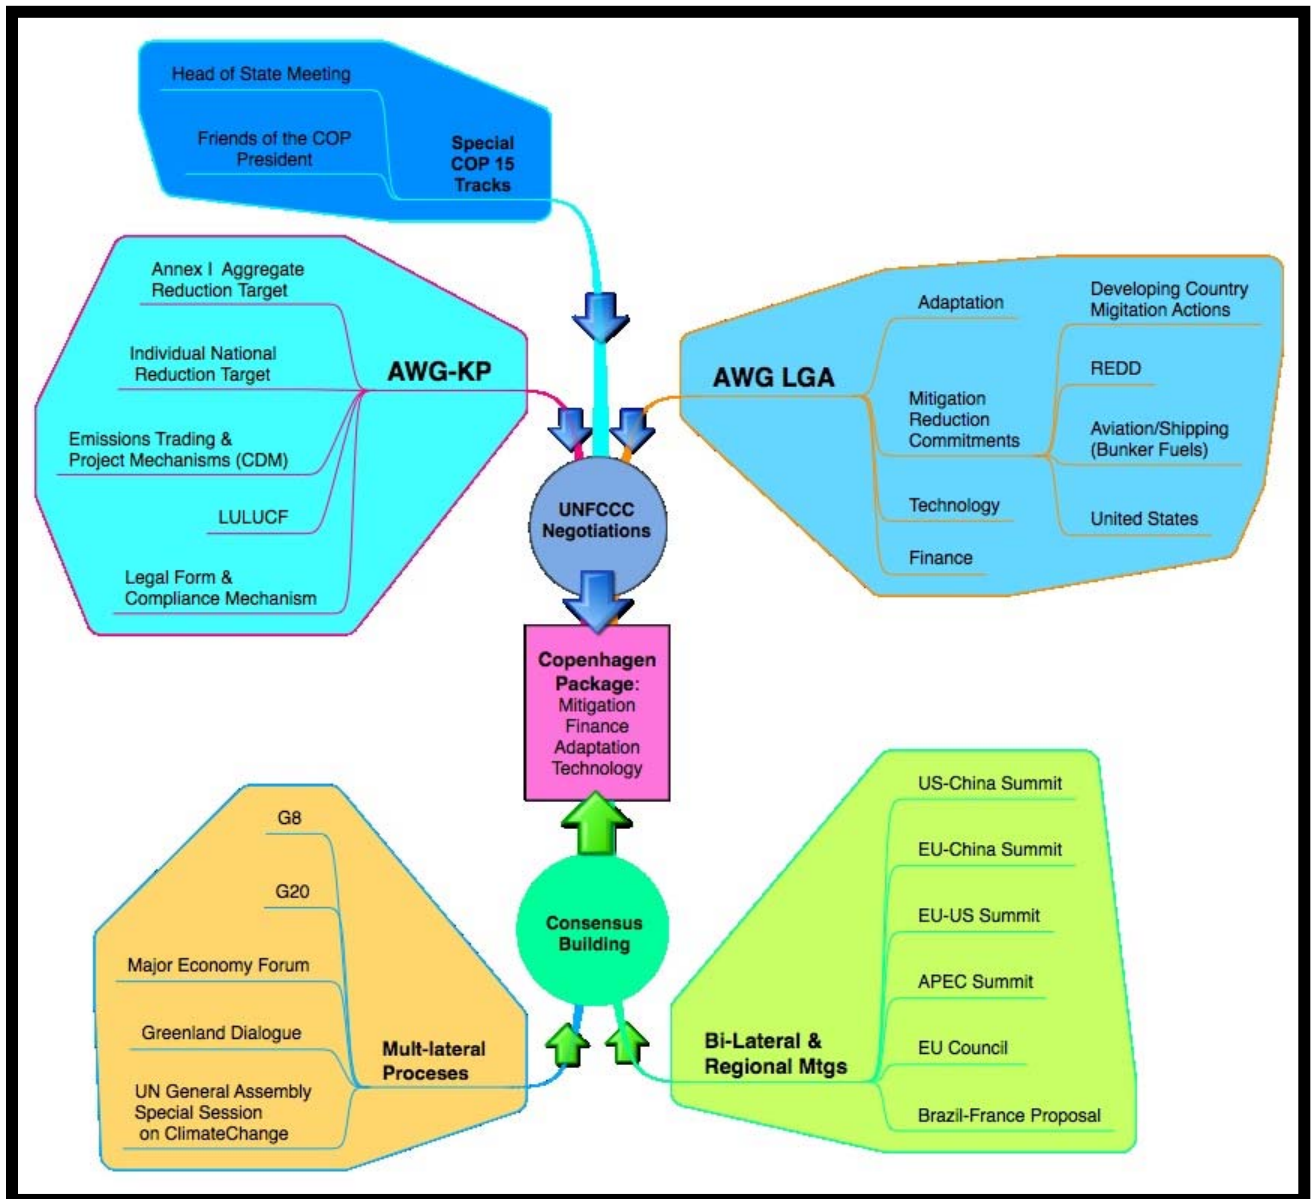 Head of State Meeting
Friends of the COP
President
Special
COP 15
Tracks
Annex I Aggregate
Reduction Target
Individual National
Reduction Target
Emissions Trading &
Project Mechanisms (CDM)
LULUCF
Legal Form &
Compliance Mechanism
AWG-KP
AWG LGA
Adaptation
Mitigation
Reduction
Commitments
Technology
Finance
Developing Country
Migitation Actions
REDD
Aviation/Shipping
(Bunker Fuels)
United States
UNFCCC
Negotiations
Copenhagen
Package:
Mitigation
Finance
Adaptation
Technology
Consensus
Building
G8
G20
Major Economy Forum
Greenland Dialogue
UN General Assembly
Special Session
on ClimateChange
Mult-lateral
Proceses
Bi-Lateral &
Regional Mtgs
US-China Summit
EU-China Summit
EU-US Summit
APEC Summit
EU Council
Brazil-France Proposal